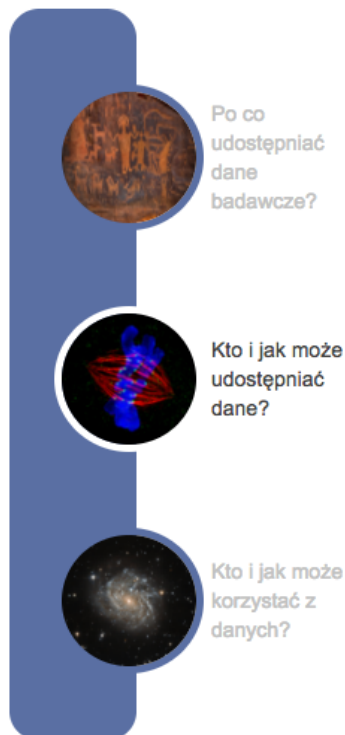 Po co
udostępniać
dane
badawcze?
Kto i jak może
udostępniać
dane?
Kto i jak może
korzystać z
danych?